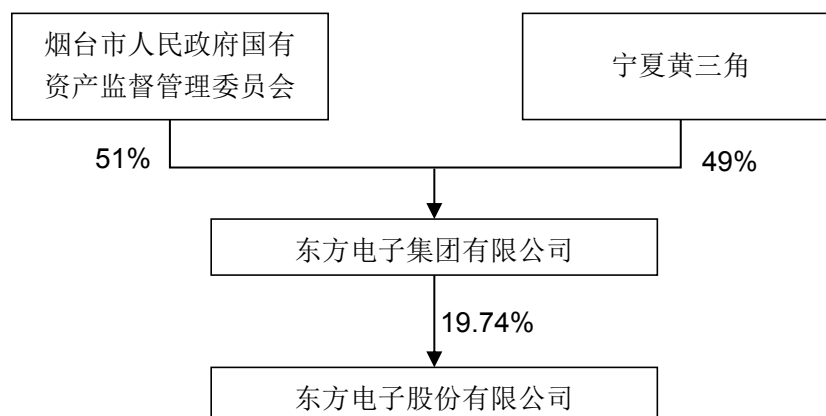 烟台市人民政府国有
资产监督管理委员会
宁夏黄三角
51%
49%
东方电子集团有限公司
19.74%
东方电子股份有限公司